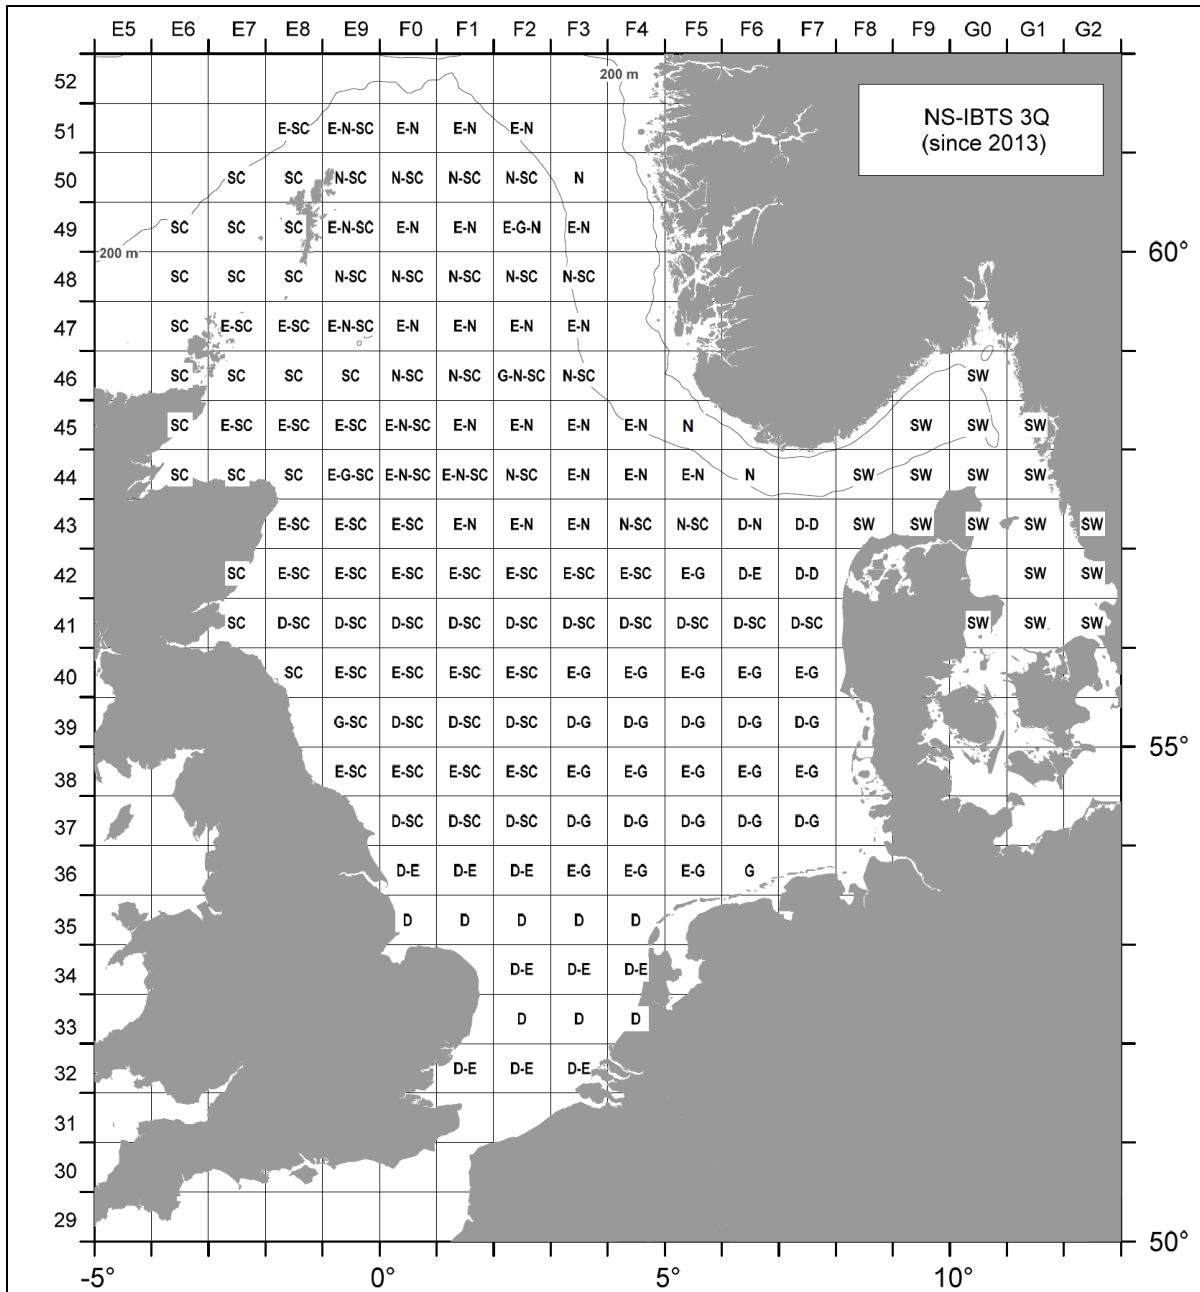 E5 E6 E7 E8 E9 F0 F1 F2 F3 F4 F5 F6 F7 F8 F9 G0 G1 G2
52 200 m
NS-IBTS 3Q
(since 2013)
51 E-SC E-N-SC E-N E-N E-N
50 SC SC N-SC N-SC N-SC N-SC N
49 SC SC SC E-N-SC E-N E-N E-G-N E-N
200 m 60°
48 SC SC SC N-SC N-SC N-SC N-SC N-SC
47 SC E-SC E-SC E-N-SC E-N E-N E-N E-N
46 SC SC SC SC N-SC N-SC G-N-SC N-SC SW
45 SC E-SC E-SC E-SC E-N-SC E-N E-N E-N E-N N SW SW SW
44 SC SC SC E-G-SC E-N-SC E-N-SC N-SC E-N E-N E-N N SW SW SW SW
43 E-SC E-SC E-SC E-N E-N E-N N-SC N-SC D-N D-D SW SW SW SW SW
42 SC E-SC E-SC E-SC E-SC E-SC E-SC E-SC E-G D-E D-D SW SW
41 SC D-SC D-SC D-SC D-SC D-SC D-SC D-SC D-SC D-SC D-SC SW SW SW
40 SC E-SC E-SC E-SC E-SC E-G E-G E-G E-G E-G
39 G-SC D-SC D-SC D-SC D-G D-G D-G D-G D-G
55°
38 E-SC E-SC E-SC E-SC E-G E-G E-G E-G E-G
37 D-SC D-SC D-SC D-G D-G D-G D-G D-G
36 D-E D-E D-E E-G E-G E-G G
35 D D D D D
34 D-E D-E D-E
33 D D D
32 D-E D-E D-E
31
30
29
50°
-5° 0° 5° 10°